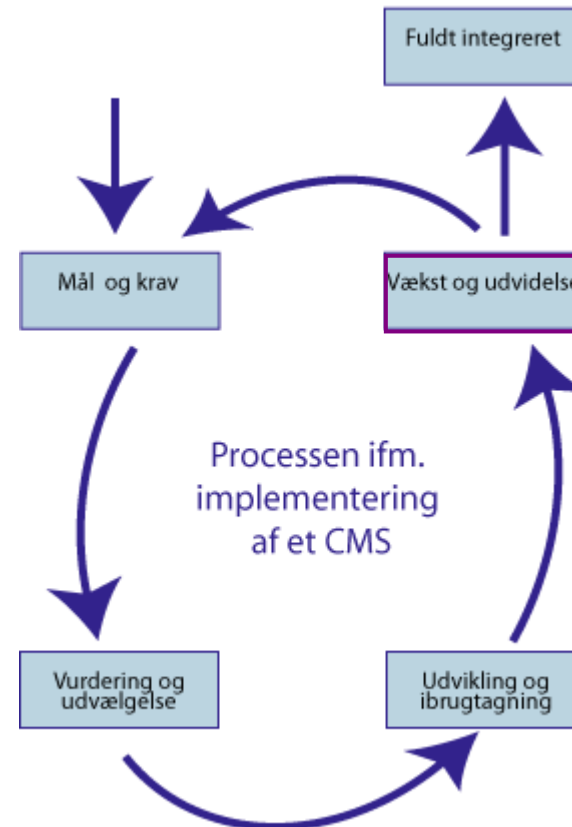 Fuldt integreret
Mål og krav
Vækst og udvidelse
Processen ifm.
implementering
af et CMS
Vurdering og
udvælgelse
Udvikling og
ibrugtagning